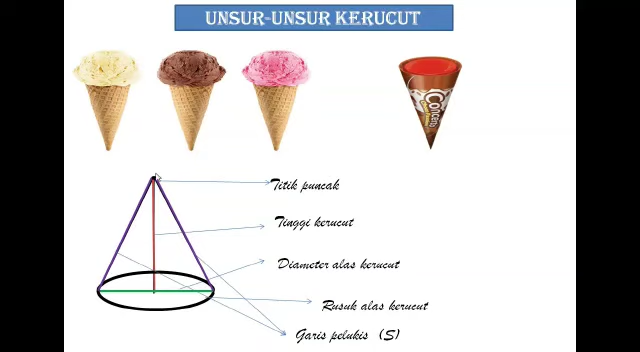 UNSUR-UNSUR KERUCUT
Titik puncak
Tinggi kerucut
Diameter alas kerucut
Rusuk alas kerucut
Garis pelukis (S)